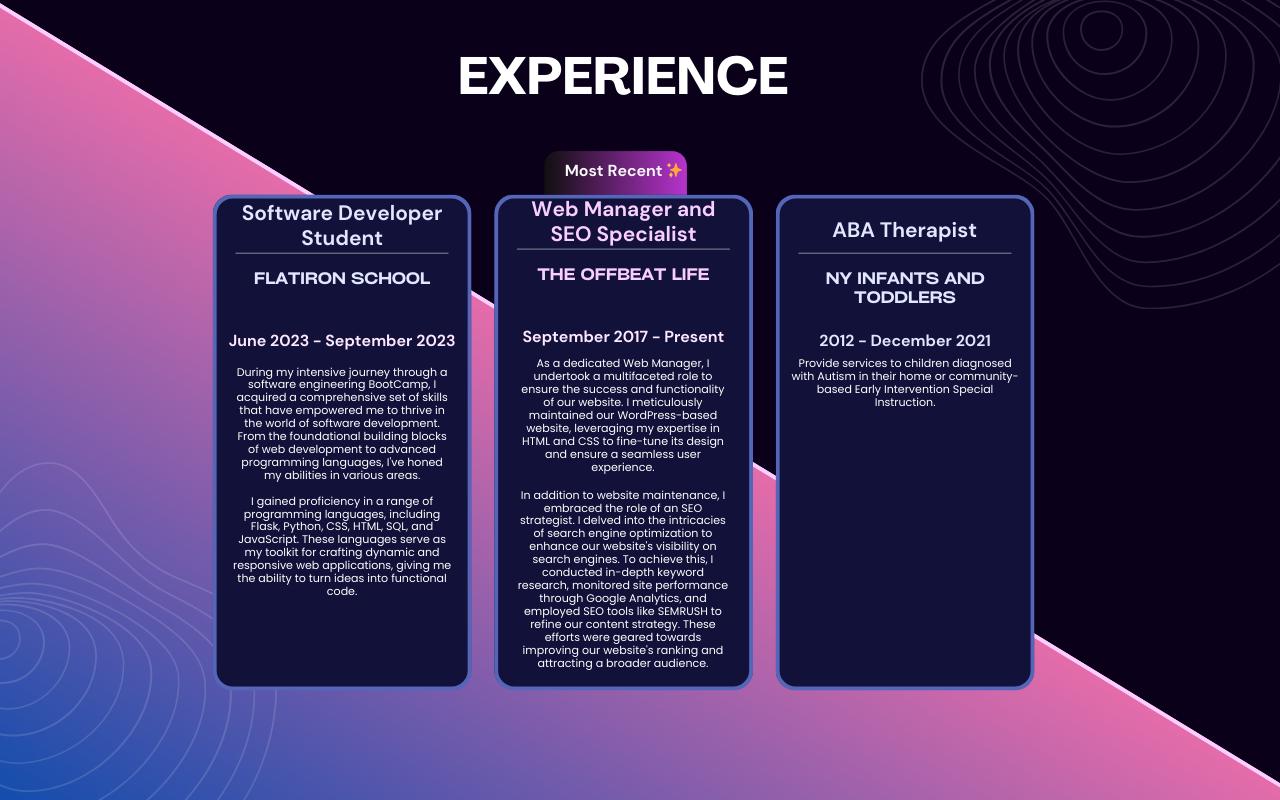 EXPERIENCE
Most Recent ✨
Software Developer
Student
FLATIRON SCHOOL
June 2023 - September 2023
During my intensive journey through a
software engineering BootCamp, I
acquired a comprehensive set of skills
that have empowered me to thrive in
the world of software development.
From the foundational building blocks
of web development to advanced
programming languages, I've honed
my abilities in various areas.
I gained proficiency in a range of
programming languages, including
Flask, Python, CSS, HTML, SQL, and
JavaScript. These languages serve as
my toolkit for crafting dynamic and
responsive web applications, giving me
the ability to turn ideas into functional
code.
Web Manager and
SEO Specialist
THE OFFBEAT LIFE
September 2017 - Present
As a dedicated Web Manager, I
undertook a multifaceted role to
ensure the success and functionality
of our website. I meticulously
maintained our WordPress-based
website, leveraging my expertise in
HTML and CSS to fine-tune its design
and ensure a seamless user
experience.
In addition to website maintenance, I
embraced the role of an SEO
strategist. I delved into the intricacies
of search engine optimization to
enhance our website's visibility on
search engines. To achieve this, I
conducted in-depth keyword
research, monitored site performance
through Google Analytics, and
employed SEO tools like SEMRUSH to
refine our content strategy. These
efforts were geared towards
improving our website's ranking and
attracting a broader audience.
ABA Therapist
NY INFANTS AND
TODDLERS
2012 - December 2021
Provide services to children diagnosed
with Autism in their home or community-
based Early Intervention Special
Instruction.